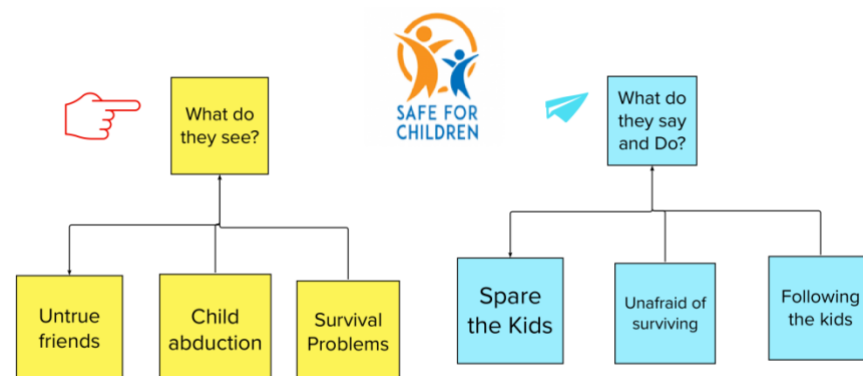 SAFE FOR
CHILDREN
What do
they see?
Untrue
friends
Child
abduction
Survival
Problems
What do
they say
and Do?
Spare
the Kids
Unafraid of
surviving
Following
the kids